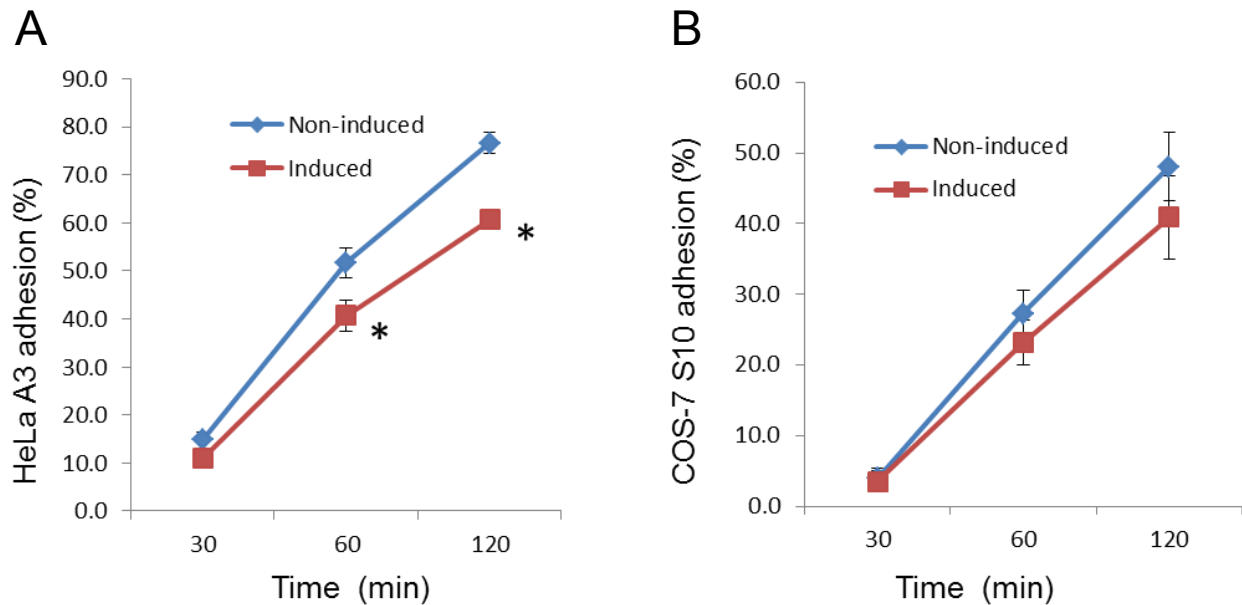 A
HeLa A3 adhesion (%)
90.0
80.0
70.0
60.0
50.0
40.0
30.0
20.0
10.0
0.0
Non-induced
Induced
*
*
30 60 120
Time (min)
B
COS-7 S10 adhesion (%)
60.0
50.0
40.0
30.0
20.0
10.0
0.0
Non-induced
Induced
30 60 120
Time (min)